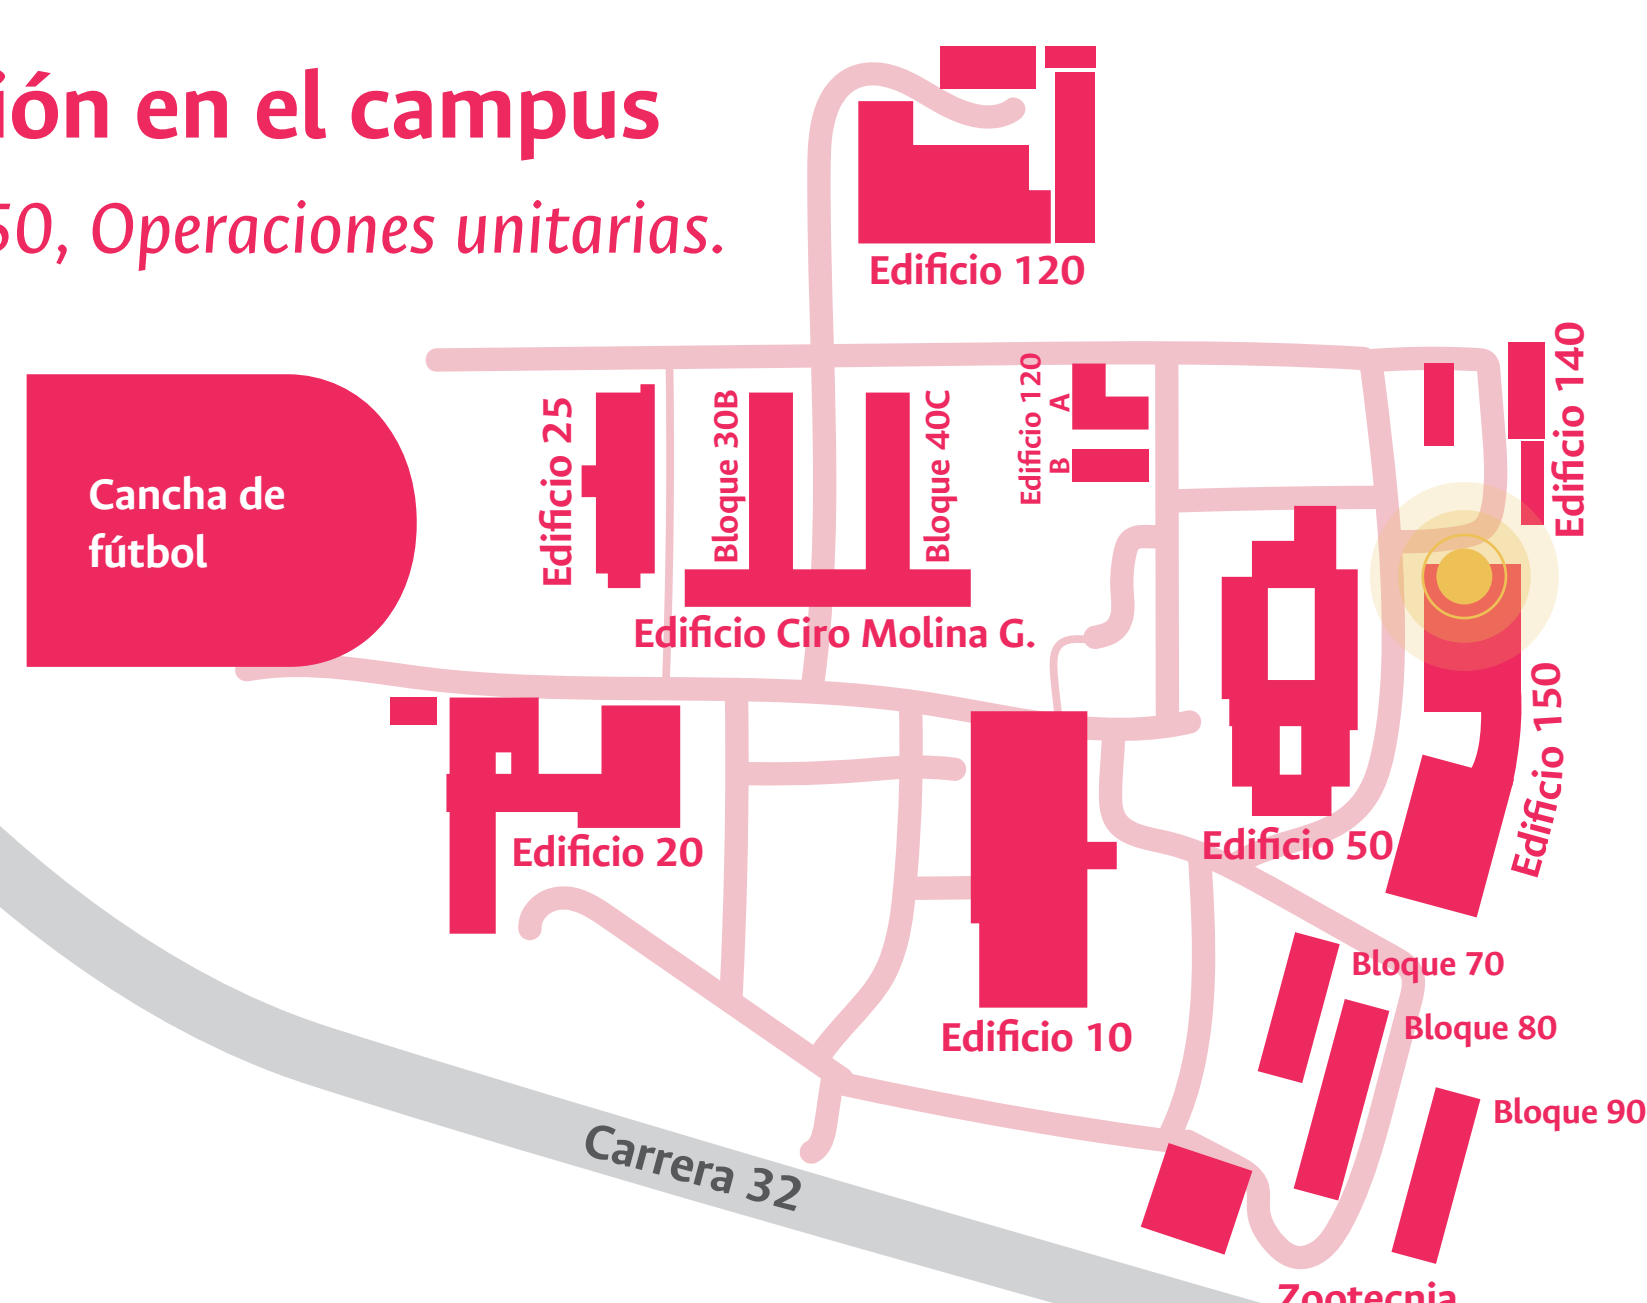 ión en el campus
50, Operaciones unitarias.
Edificio 120
Edificio 140
Edificio 120
A
B
Edificio 25
Bloque 30B
Bloque 40C
Cancha de
fútbol
Edificio Ciro Molina G.
Edificio 150
Edificio 20
Edificio 50
Bloque 70
Edificio 10
Bloque 80
Bloque 90
Carrera 32
Zootecnia